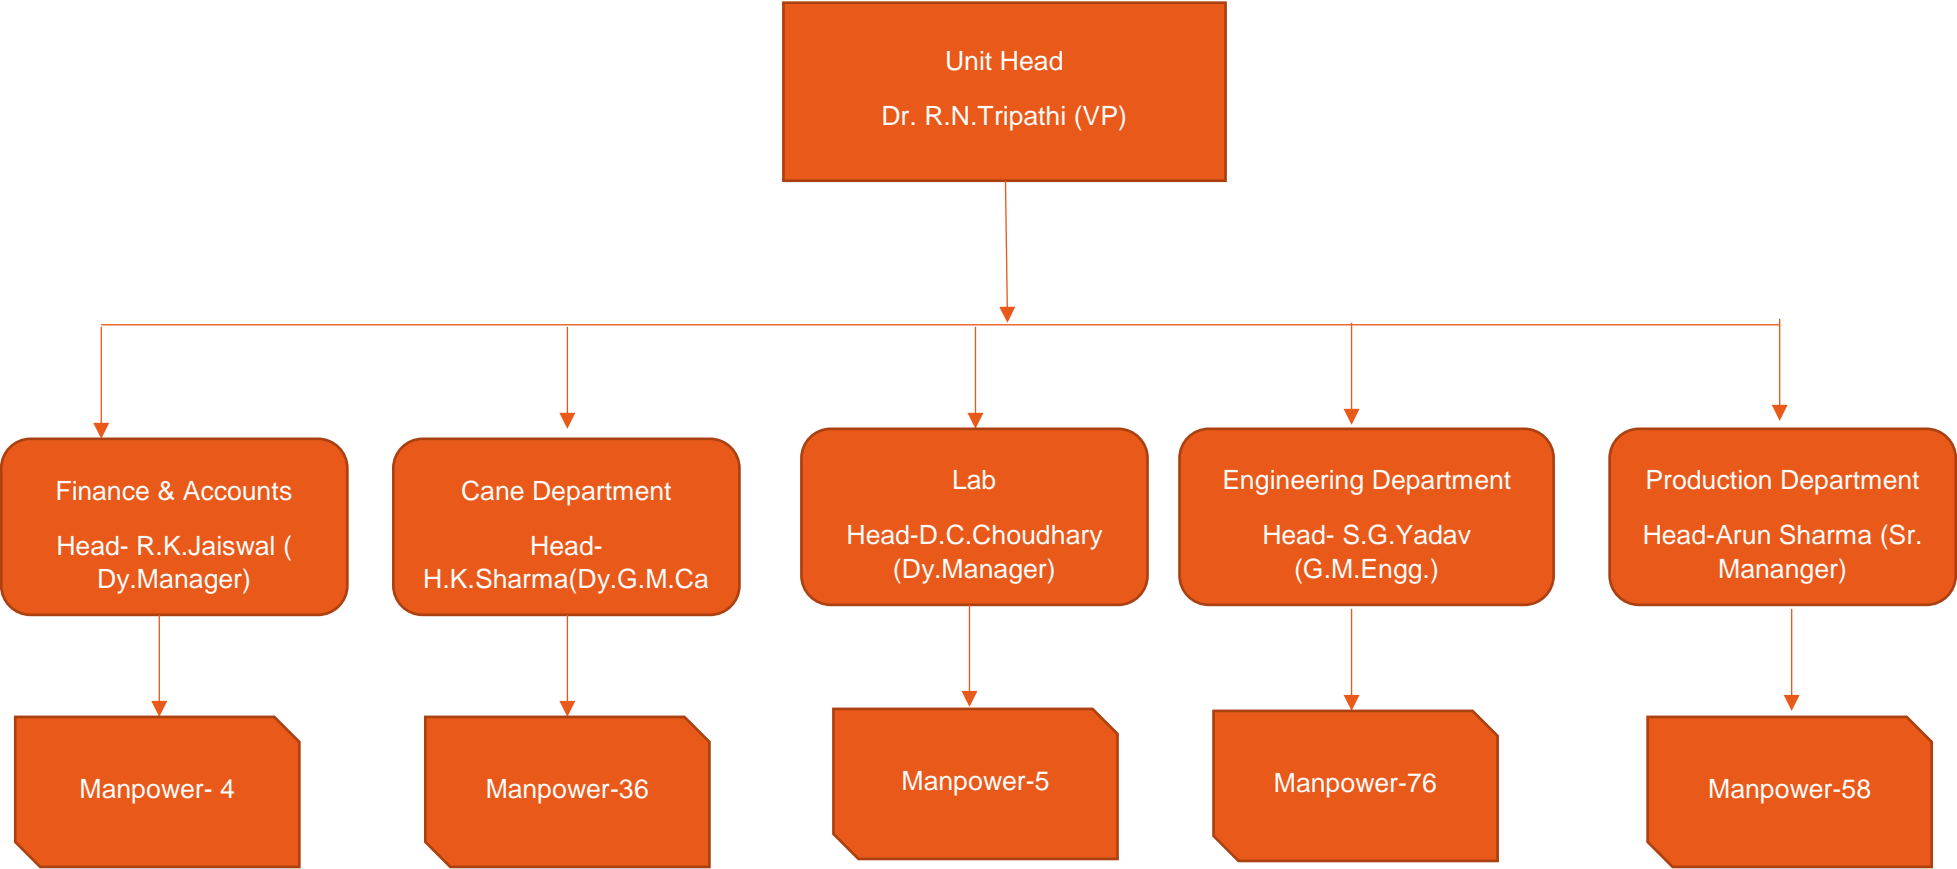 Unit Head
Dr. R.N.Tripathi (VP)
Finance & Accounts
Head- R.K.Jaiswal (
Dy.Manager)
Cane Department
Head-
H.K.Sharma(Dy.G.M.Ca
Lab
Head-D.C.Choudhary
(Dy.Manager)
Engineering Department
Head- S.G.Yadav
(G.M.Engg.)
Production Department
Head-Arun Sharma (Sr.
Mananger)
Manpower- 4
Manpower-36
Manpower-5
Manpower-76
Manpower-58